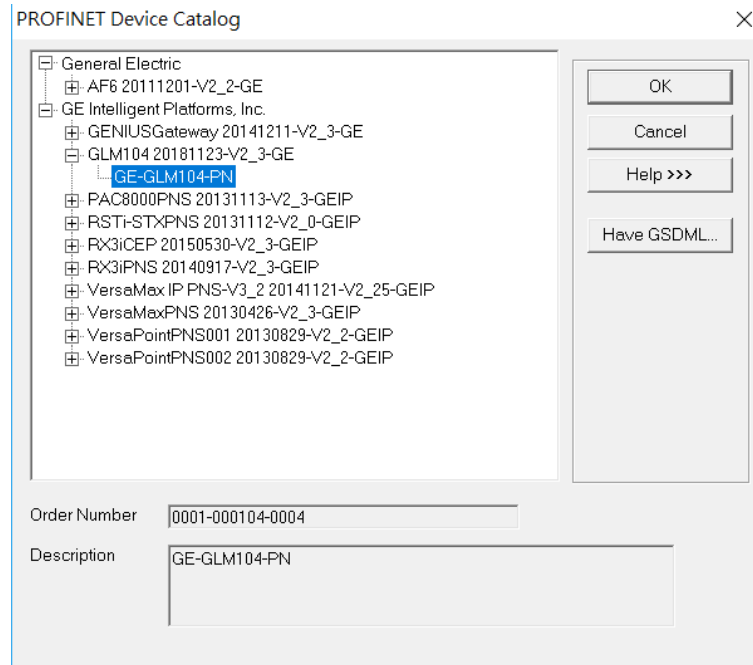 PROFINET Device Catalog
General Electric
AF6 20111201-V2_2-GE
GE Intelligent Platforms, Inc.
GENIUSGateway 20141211-V2_3-GE
GLM104 20181123-V2_3-GE
GE-GLM104-PN
PAC8000PNS 20131113-V2_3-GEIP
RSTi-STXPNS 20131112-V2_0-GEIP
RX3iCEP 20150530-V2_3-GEIP
RX3iPNS 20140917-V2_3-GEIP
VersaMax IP PNS-V3_2 20141121-V2_25-GEIP
VersaMaxPNS 20130426-V2_3-GEIP
VersaPointPNS001 20130829-V2_2-GEIP
VersaPointPNS002 20130829-V2_2-GEIP
OK
Cancel
Help >>>
Have GSDML...
Order Number 0001-000104-0004
Description GE-GLM104-PN